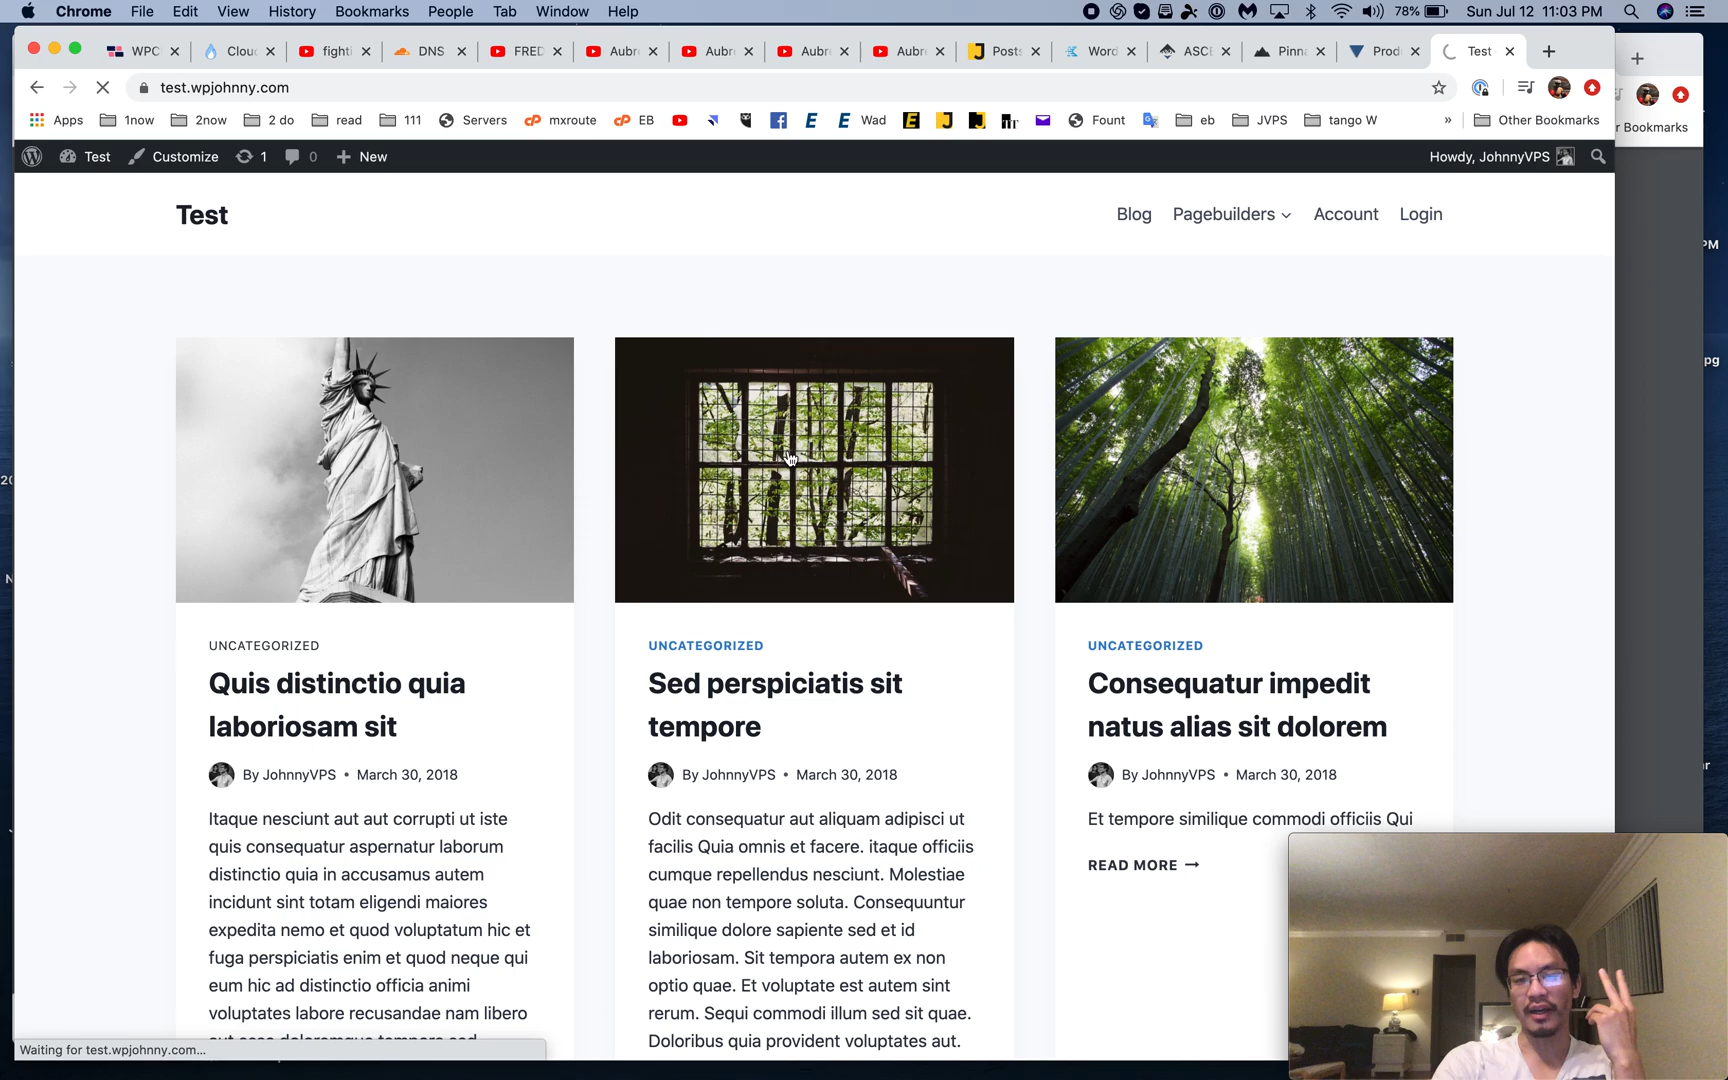 Chrome File Edit View History Bookmarks People Tab Window Help 78% Sun Jul 12 11:03 PM
WPC Clou fighti DNS FRED Aubr Aubr Aubr Aubr Posts Word ASCE Pinna Prod Test
test.wpjohnny.com
Apps 1now 2now 2 do read 111 Servers mxroute EB Wad Fount eb JVPS tango W » Other Bookmarks
r Bookmarks
Test Customize 1 0 New Howdy, JohnnyVPS
Test Blog Pagebuilders Account Login
PM
pg
UNCATEGORIZED
Quis distinctio quia
laboriosam sit
By JohnnyVPS • March 30, 2018
Itaque nesciunt aut aut corrupti ut iste
quis consequatur aspernatur laborum
distinctio quia in accusamus autem
incidunt sint totam eligendi maiores
expedita nemo et quod voluptatum hic et
fuga perspiciatis enim et quod neque qui
eum hic ad distinctio officia animi
voluptates labore recusandae nam libero
UNCATEGORIZED
Sed perspiciatis sit
tempore
By JohnnyVPS • March 30, 2018
Odit consequatur aut aliquam adipisci ut
facilis Quia omnis et facere. itaque officiis
cumque repellendus nesciunt. Molestiae
quae non tempore soluta. Consequuntur
similique dolore sapiente sed et id
laboriosam. Sit tempora autem ex non
optio quae. Et voluptate est autem sint
rerum. Sequi commodi illum sed sit quae.
Doloribus quia provident voluptates aut.
UNCATEGORIZED
Consequatur impedit
natus alias sit dolorem
By JohnnyVPS • March 30, 2018
Et tempore similique commodi officiis Qui
READ MORE →
Waiting for test.wpjohnny.com...